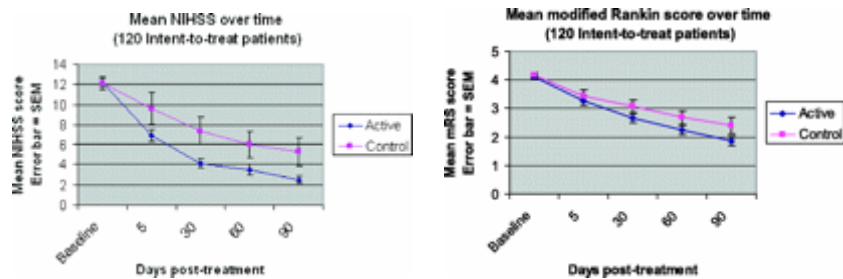 Mean NIHSS over time
(120 Intent-to-treat patients)
Mean NIHSS score
Error bar = SEM
14
12
10
8
6
4
2
0
Baseline
5
30
60
90
Days post-treatment
Active
Control
Mean modified Rankin score over time
(120 Intent-to-treat patients)
Mean mRS score
Error bar = SEM
5
4
3
2
1
0
Baseline
5
30
60
90
Days post-treatment
Active
Control